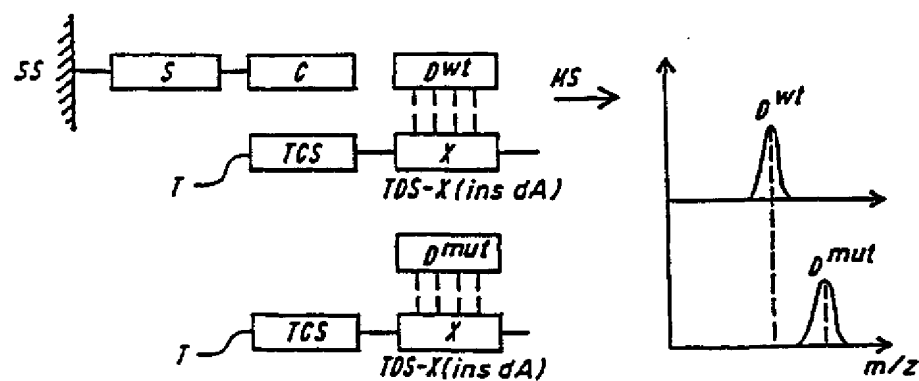 SS
S
C
D wt
MS
T
TCS
X
TDS-X(ins dA)
D mut
T
TCS
X
TDS-X(ins dA)
D wt
D mut
m/z